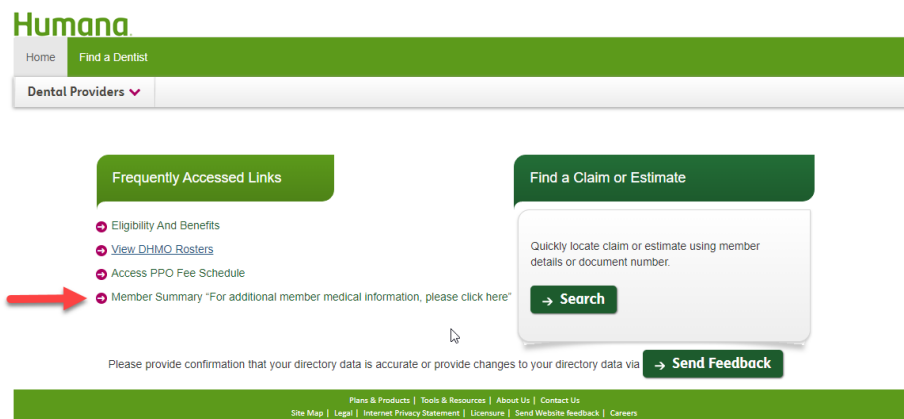 Humana
Home Find a Dentist
Dental Providers
Frequently Accessed Links
Eligibility And Benefits
View DHMO Rosters
Access PPO Fee Schedule
Member Summary "For additional member medical information, please click here"
Find a Claim or Estimate
Quickly locate claim or estimate using member
details or document number.
Search
Please provide confirmation that your directory data is accurate or provide changes to your directory data via Send Feedback
Plans & Products | Tools & Resources | About Us | Contact Us
Site Map | Legal | Internet Privacy Statement | Licensure | Send Website feedback | Careers